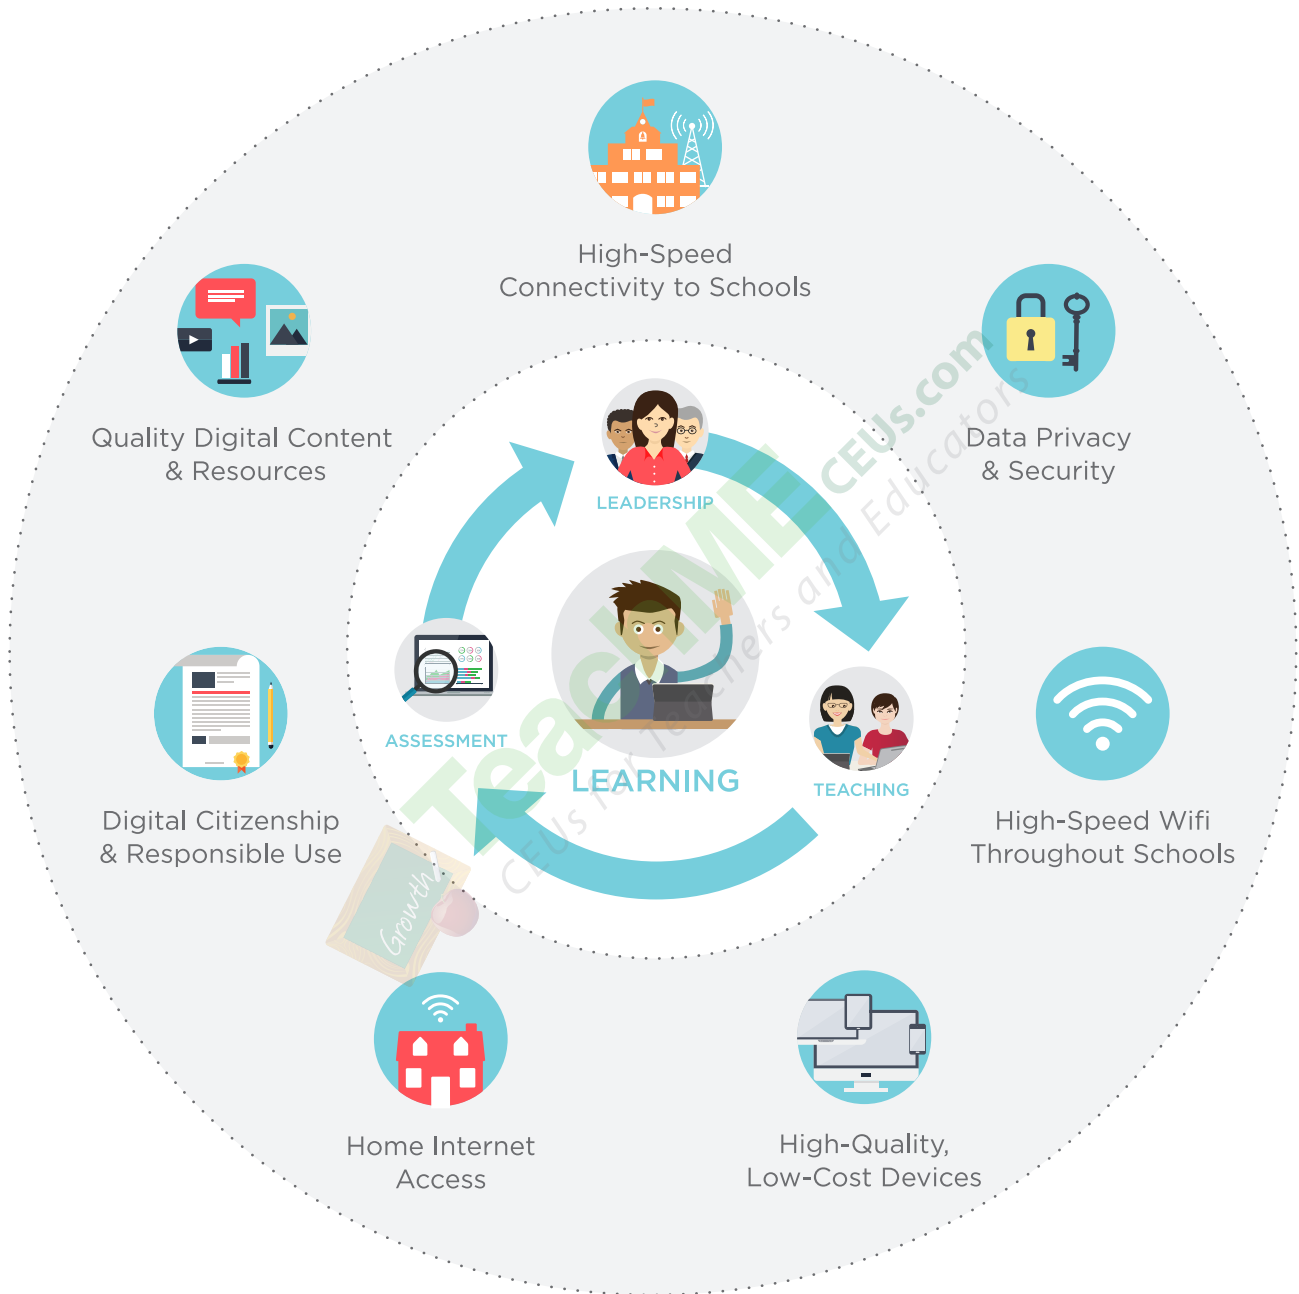 High-Speed
Connectivity to Schools
Quality Digital Content
& Resources
Data Privacy
& Security
LEADERSHIP
ASSESSMENT
LEARNING
TEACHING
Digital Citizenship
& Responsible Use
High-Speed Wifi
Throughout Schools
Home Internet
Access
High-Quality,
Low-Cost Devices
TeachME CEUs.com
CEUs for Teachers and Educators
Growth!